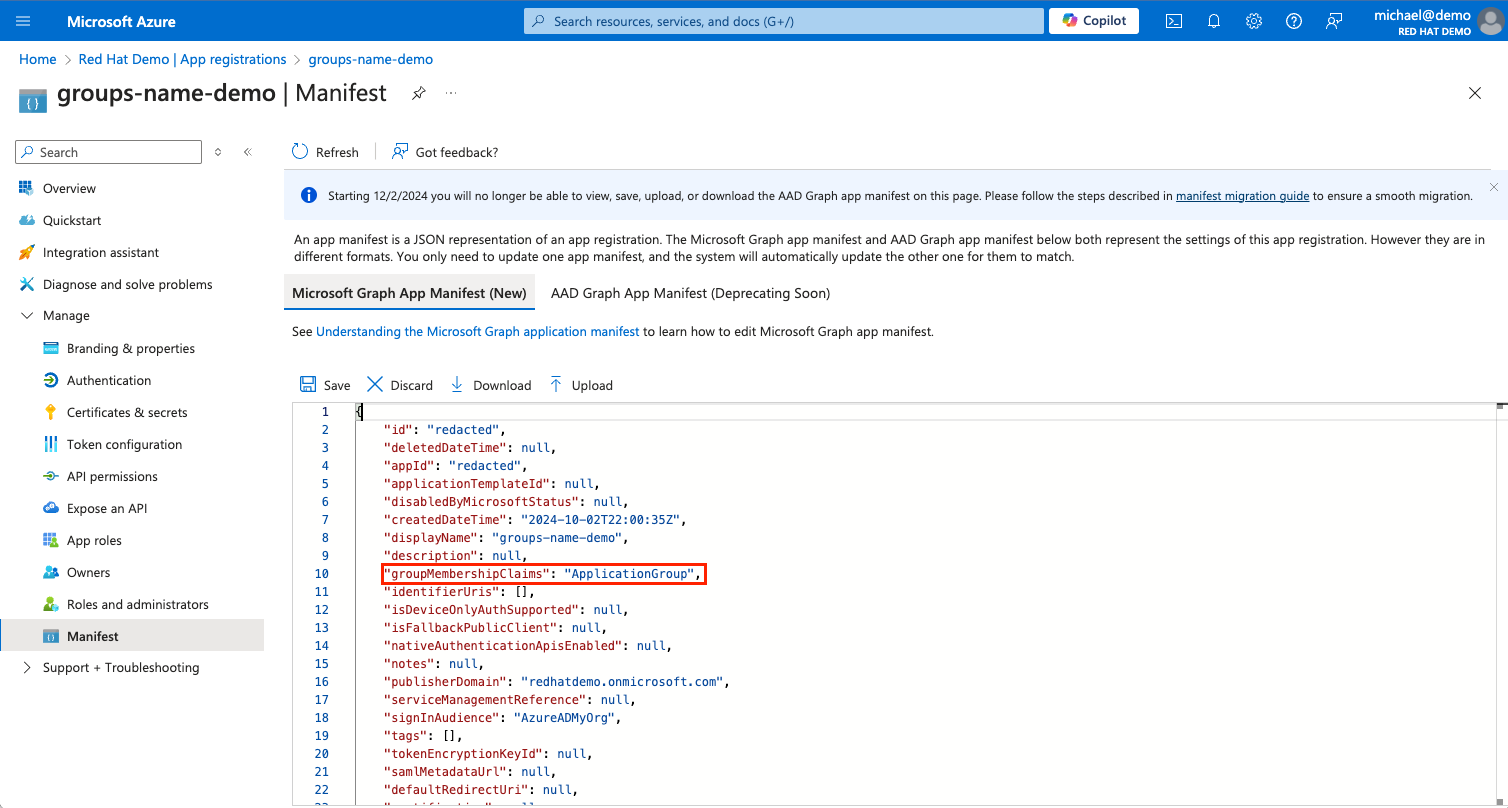 Microsoft Azure
Search resources, services, and docs (G+/)
Copilot
michael@demo
RED HAT DEMO
Home > Red Hat Demo | App registrations > groups-name-demo
groups-name-demo | Manifest
Search
Overview
Quickstart
Integration assistant
Diagnose and solve problems
Manage
Branding & properties
Authentication
Certificates & secrets
Token configuration
API permissions
Expose an API
App roles
Owners
Roles and administrators
Manifest
Support + Troubleshooting
Refresh
Got feedback?
Starting 12/2/2024 you will no longer be able to view, save, upload, or download the AAD Graph app manifest on this page. Please follow the steps described in manifest migration guide to ensure a smooth migration.
An app manifest is a JSON representation of an app registration. The Microsoft Graph app manifest and AAD Graph app manifest below both represent the settings of this app registration. However they are in
different formats. You only need to update one app manifest, and the system will automatically update the other one for them to match.
Microsoft Graph App Manifest (New) AAD Graph App Manifest (Deprecating Soon)
See Understanding the Microsoft Graph application manifest to learn how to edit Microsoft Graph app manifest.
Save Discard Download Upload
1 {
2 "id": "redacted",
3 "deletedDateTime": null,
4 "appId": "redacted",
5 "applicationTemplateId": null,
6 "disabledByMicrosoftStatus": null,
7 "createdDateTime": "2024-10-02T22:00:35Z",
8 "displayName": "groups-name-demo",
9 "description": null,
10 "groupMembershipClaims": "ApplicationGroup",
11 "identifierUris": [],
12 "isDeviceOnlyAuthSupported": null,
13 "isFallbackPublicClient": null,
14 "nativeAuthenticationApisEnabled": null,
15 "notes": null,
16 "publisherDomain": "redhatdemo.onmicrosoft.com",
17 "serviceManagementReference": null,
18 "signInAudience": "AzureADMyOrg",
19 "tags": [],
20 "tokenEncryptionKeyId": null,
21 "samlMetadataUrl": null,
22 "defaultRedirectUri": null,